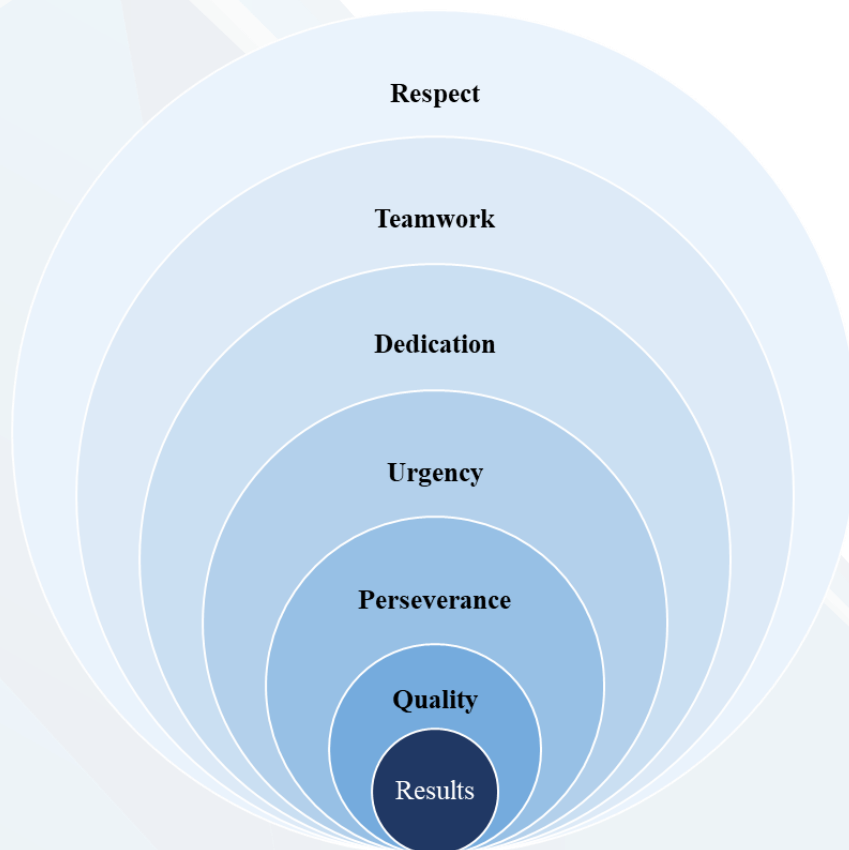 Respect
Teamwork
Dedication
Urgency
Perseverance
Quality
Results